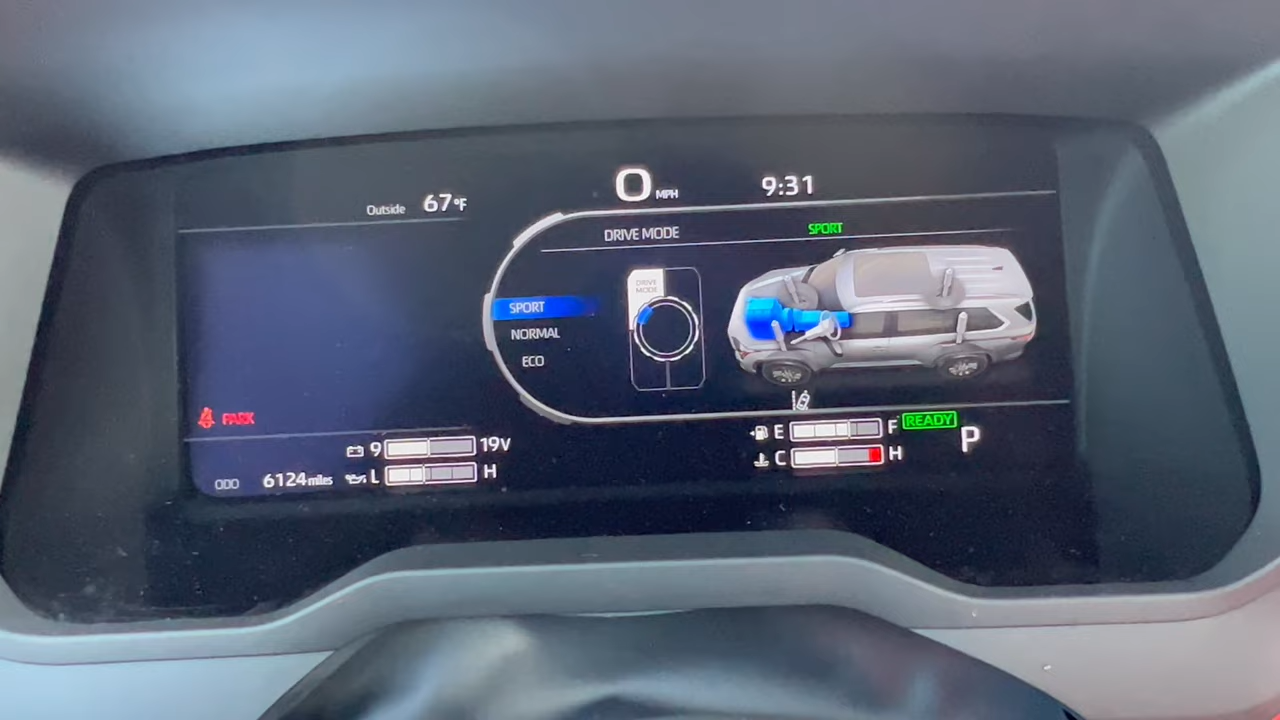 Outside 67°F
0 MPH
9:31
DRIVE MODE SPORT
DRIVE MODE
SPORT
NORMAL
ECO
PARK
9 19V
L H
ODO 6124 miles
E F
C H
READY
P